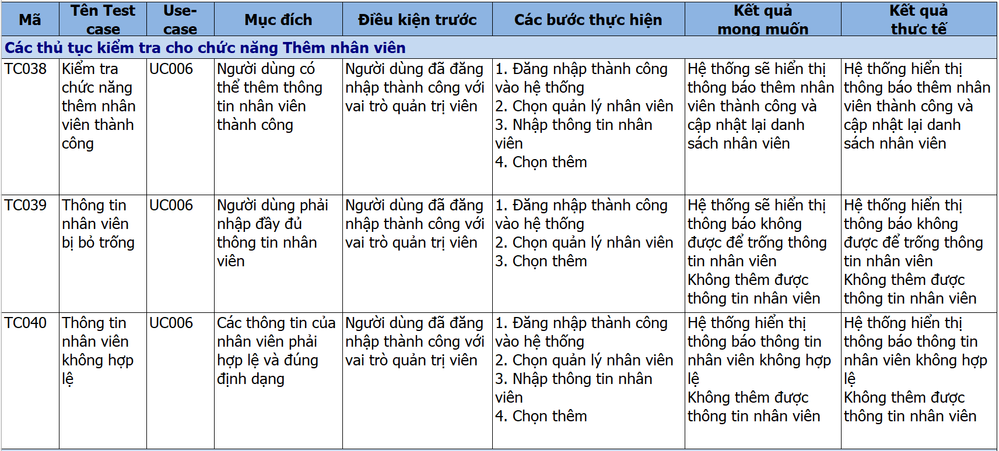 Mã
Tên Test
case
Use-
case
Mục đích
Điều kiện trước
Các bước thực hiện
Kết quả
mong muốn
Kết quả
thực tế
Các thủ tục kiểm tra cho chức năng Thêm nhân viên
TC038
Kiểm tra
chức năng
thêm nhân
viên thành
công
UC006
Người dùng có
thể thêm thông
tin nhân viên
thành công
Người dùng đã đăng
nhập thành công với
vai trò quản trị viên
1. Đăng nhập thành công
vào hệ thống
2. Chọn quản lý nhân viên
3. Nhập thông tin nhân
viên
4. Chọn thêm
Hệ thống sẽ hiển thị
thông báo thêm nhân
viên thành công và
cập nhật lại danh
sách nhân viên
Hệ thống hiển thị
thông báo thêm nhân
viên thành công và
cập nhật lại danh
sách nhân viên
TC039
Thông tin
nhân viên
bị bỏ trống
UC006
Người dùng phải
nhập đầy đủ
thông tin nhân
viên
Người dùng đã đăng
nhập thành công với
vai trò quản trị viên
1. Đăng nhập thành công
vào hệ thống
2. Chọn quản lý nhân viên
3. Chọn thêm
Hệ thống sẽ hiển thị
thông báo không
được để trống thông
tin nhân viên
Không thêm được
thông tin nhân viên
Hệ thống hiển thị
thông báo không
được để trống thông
tin nhân viên
Không thêm được
thông tin nhân viên
TC040
Thông tin
nhân viên
không hợp
lệ
UC006
Các thông tin của
nhân viên phải
hợp lệ và đúng
định dạng
Người dùng đã đăng
nhập thành công với
vai trò quản trị viên
1. Đăng nhập thành công
vào hệ thống
2. Chọn quản lý nhân viên
3. Nhập thông tin nhân
viên
4. Chọn thêm
Hệ thống hiển thị
thông báo thông tin
nhân viên không hợp
lệ
Không thêm được
thông tin nhân viên
Hệ thống hiển thị
thông báo thông tin
nhân viên không hợp
lệ
Không thêm được
thông tin nhân viên